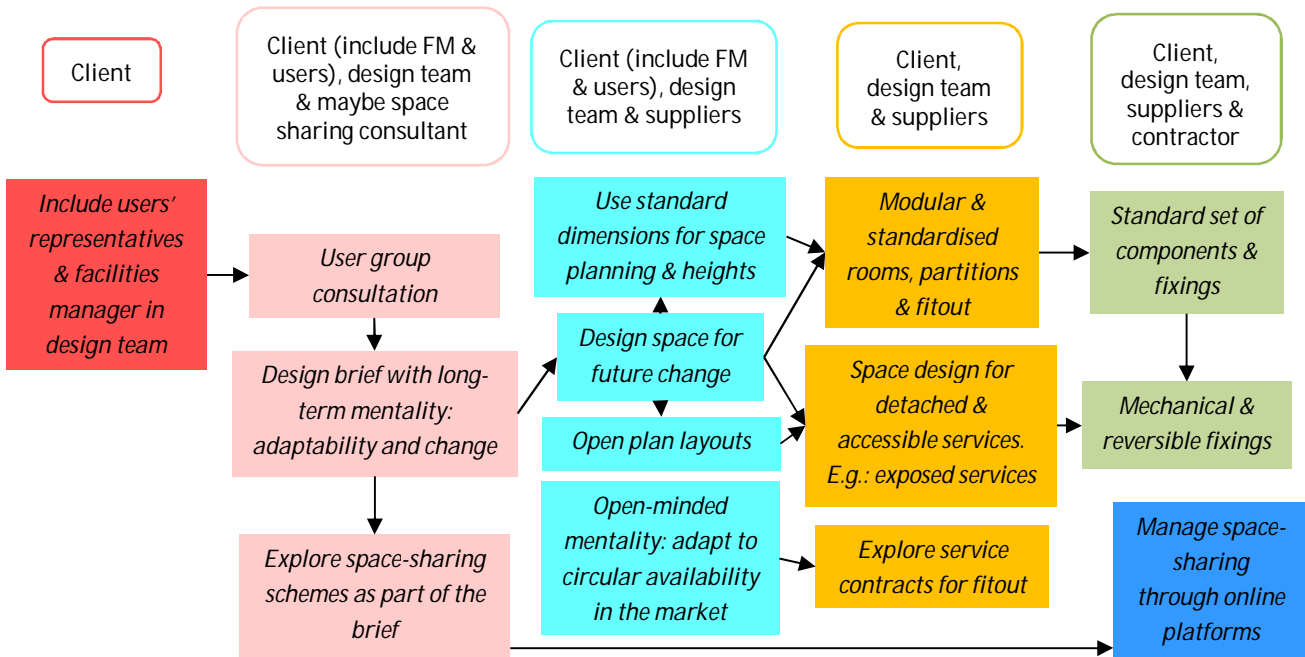 Client
Client (include FM &
users), design team
& maybe space
sharing consultant
Client (include FM
& users), design
team & suppliers
Client,
design team
& suppliers
Client,
design team,
suppliers &
contractor
Include users'
representatives
& facilities
manager in
design team
User group
consultation
Design brief with long-
term mentality:
adaptability and change
Explore space-sharing
schemes as part of the
brief
Use standard
dimensions for space
planning & heights
Design space for
future change
Open plan layouts
Open-minded
mentality: adapt to
circular availability
in the market
Modular &
standardised
rooms, partitions
& fitout
Space design for
detached &
accessible services.
E.g.: exposed services
Explore service
contracts for fitout
Standard set of
components &
fixings
Mechanical &
reversible fixings
Manage space-
sharing
through online
platforms